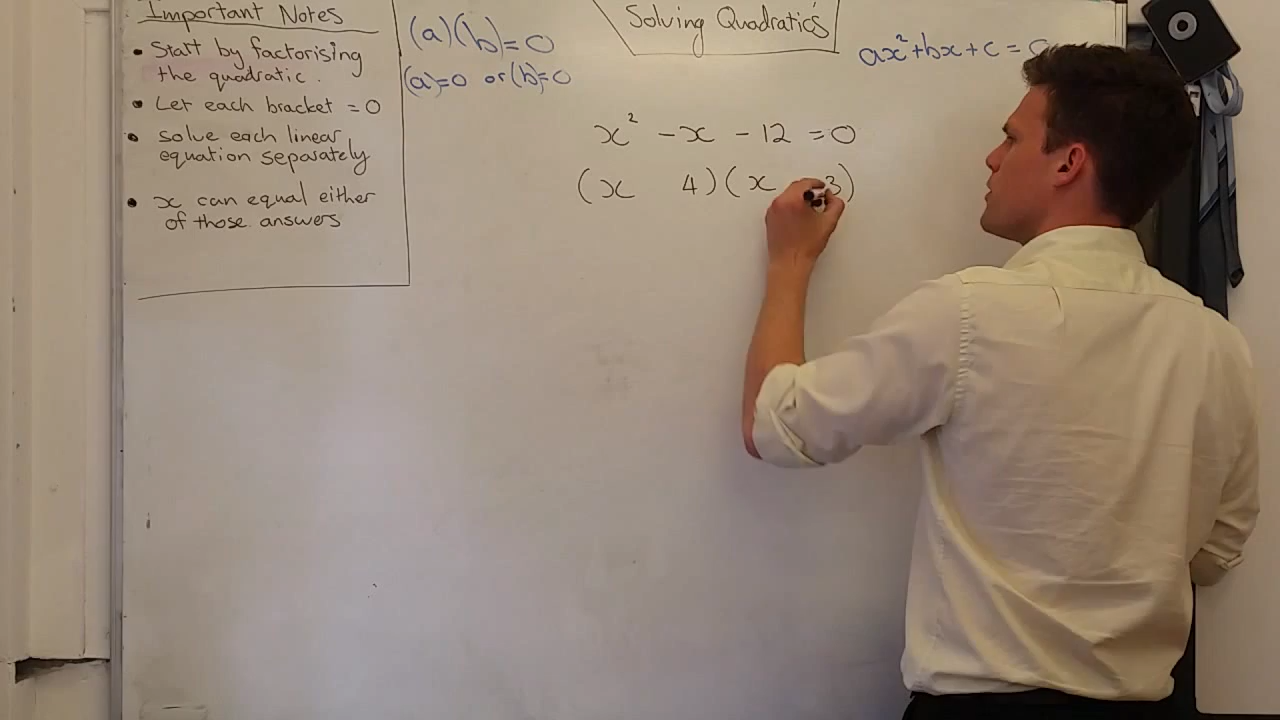 Important Notes
• Start by factorising
the quadratic.
• Let each bracket = 0
• solve each linear
equation separately
• x can equal either
of those answers
(a)(b)=0
(a)=0 or (b)=0
Solving Quadratics
ax²+bx+c=0
x² -x -12 =0
(x 4)(x 3)